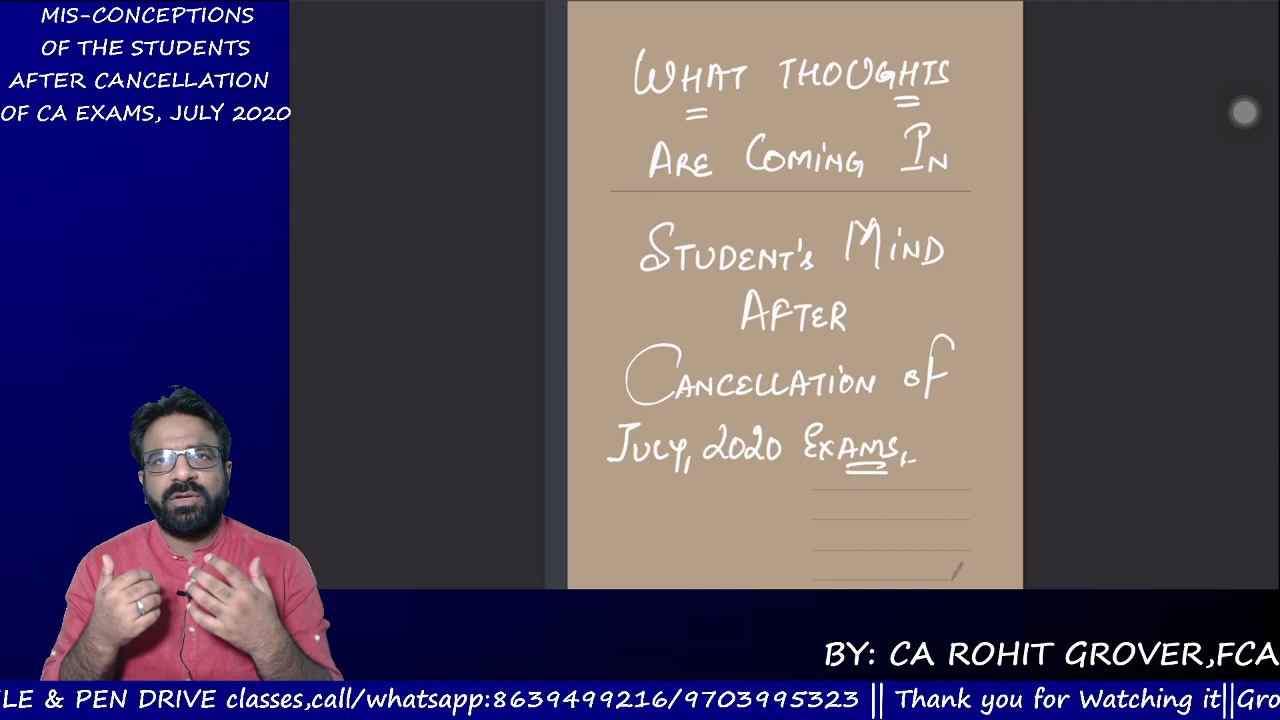 MIS-CONCEPTIONS
OF THE STUDENTS
AFTER CANCELLATION
OF CA EXAMS, JULY 2020
WHAT THOUGHTS
ARE COMING IN
STUDENT'S MIND
AFTER
CANCELLATION OF
JULY, 2020 EXAMS,
BY: CA ROHIT GROVER,FCA
LE & PEN DRIVE classes,call/whatsapp:8639499216/9703995323 || Thank you for Watching it||Gro